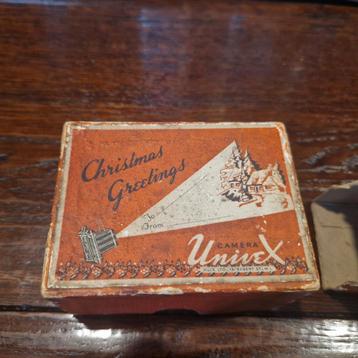 Christmas
Greetings
To
From
CAMERA
UniveX